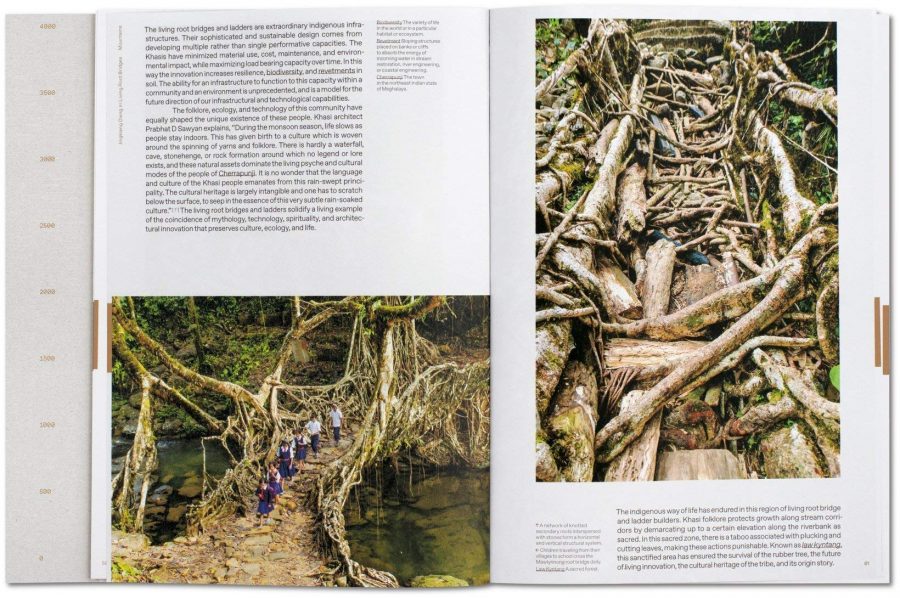 4000
3500
3000
2500
2000
1500
1000
500
0
Jingkieng Dieng Jri Living Root Bridges Mountains
The living root bridges and ladders are extraordinary indigenous infra-
structures. Their sophisticated and sustainable design comes from
developing multiple rather than single performative capacities. The
Khasis have minimized material use, cost, maintenance, and environ-
mental impact, while maximizing load bearing capacity over time. In this
way the innovation increases resilience, biodiversity, and revetments in
soil. The ability for an infrastructure to function to this capacity within a
community and an environment is unprecedented, and is a model for the
future direction of our infrastructural and technological capabilities.
The folklore, ecology, and technology of this community have
equally shaped the unique existence of these people. Khasi architect
Prabhat D Sawyan explains, "During the monsoon season, life slows as
people stay indoors. This has given birth to a culture which is woven
around the spinning of yarns and folklore. There is hardly a waterfall,
cave, stonehenge, or rock formation around which no legend or lore
exists, and these natural assets dominate the living psyche and cultural
modes of the people of Cherrapunji. It is no wonder that the language
and culture of the Khasi people emanates from this rain-swept princi-
pality. The cultural heritage is largely intangible and one has to scratch
below the surface, to seep in the essence of this very subtle rain-soaked
culture." The living root bridges and ladders solidify a living example
of the coincidence of mythology, technology, spirituality, and architec-
tural innovation that preserves culture, ecology, and life.
Biodiversity The variety of life
in the world or in a particular
habitat or ecosystem.
Revetment Sloping structures
placed on banks or cliffs
to absorb the energy of
incoming water in stream
restoration, river engineering,
or coastal engineering.
Cherrapunji The town
in the northeast Indian state
of Meghalaya.
A network of knotted
secondary roots interspersed
with stones form a horizontal
and vertical structural system.
Children traveling from their
villages to school cross the
Mawlynnong root bridge daily.
Law Kyntang A sacred forest.
The indigenous way of life has endured in this region of living root bridge
and ladder builders. Khasi folklore protects growth along stream corri-
dors by demarcating up to a certain elevation along the riverbank as
sacred. In this sacred zone, there is a taboo associated with plucking and
cutting leaves, making these actions punishable. Known as law kyntang,
this sanctified area has ensured the survival of the rubber tree, the future
of living innovation, the cultural heritage of the tribe, and its origin story.
61